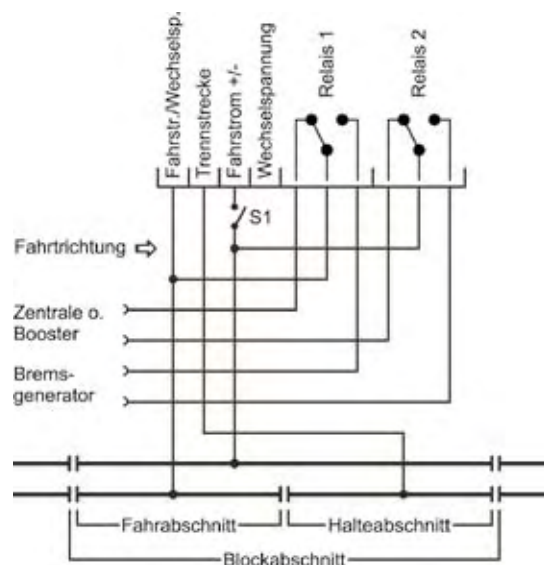 Fahrstr./Wechselsp.
Trennstrecke
Fahrstrom +/-
Wechselspannung
Relais 1
Relais 2
S1
Fahrtrichtung
Zentrale o.
Booster
Brems-
generator
Fahrabschnitt
Halteabschnitt
Blockabschnitt